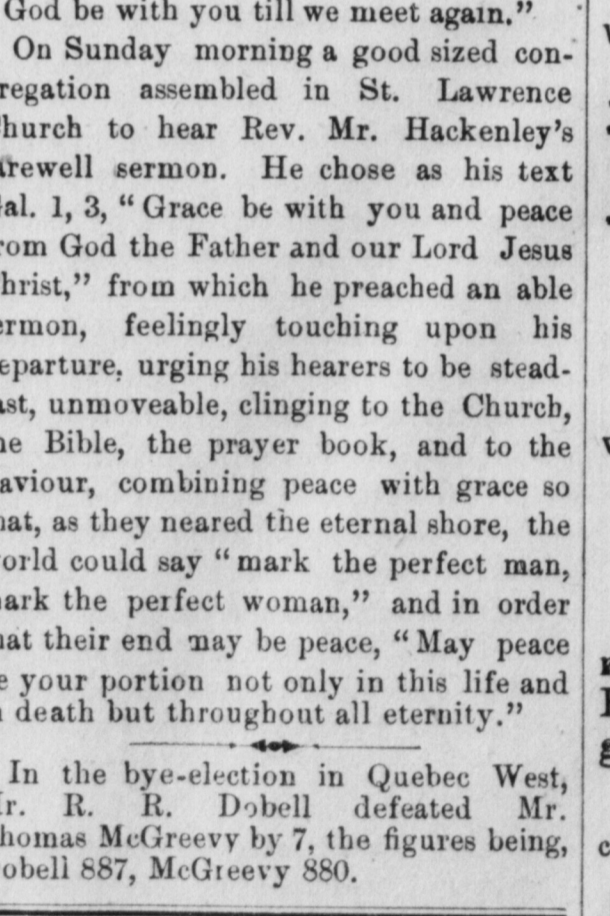 God be with you till we meet again."
On Sunday morning a good sized con-
regation assembled in St. Lawrence
hurch to hear Rev. Mr. Hackenley's
rewell sermon. He chose as his text
al. 1, 3, "Grace be with you and peace
rom God the Father and our Lord Jesus
hrist," from which he preached an able
ermon, feelingly touching upon his
eparture, urging his hearers to be stead-
ast, unmoveable, clinging to the Church,
he Bible, the prayer book, and to the
aviour, combining peace with grace so
hat, as they neared the eternal shore, the
orld could say "mark the perfect man,
ark the perfect woman," and in order
hat their end may be peace, "May peace
e your portion not only in this life and
death but throughout all eternity."
In the bye-election in Quebec West,
r. R. R. Dobell defeated Mr.
homas McGreevy by 7, the figures being,
obell 887, McGreevy 880.